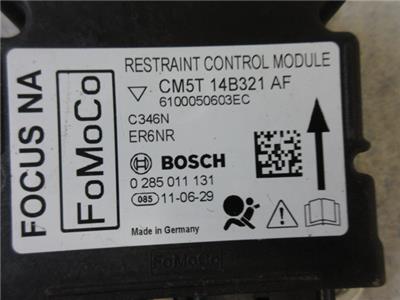 FOCUS NA
FoMoCo
RESTRAINT CONTROL MODULE
CM5T 14B321 AF
6100050603EC
C346N
ER6NR
BOSCH
0 285 011 131
085 11-06-29
Made in Germany
FoMoCo